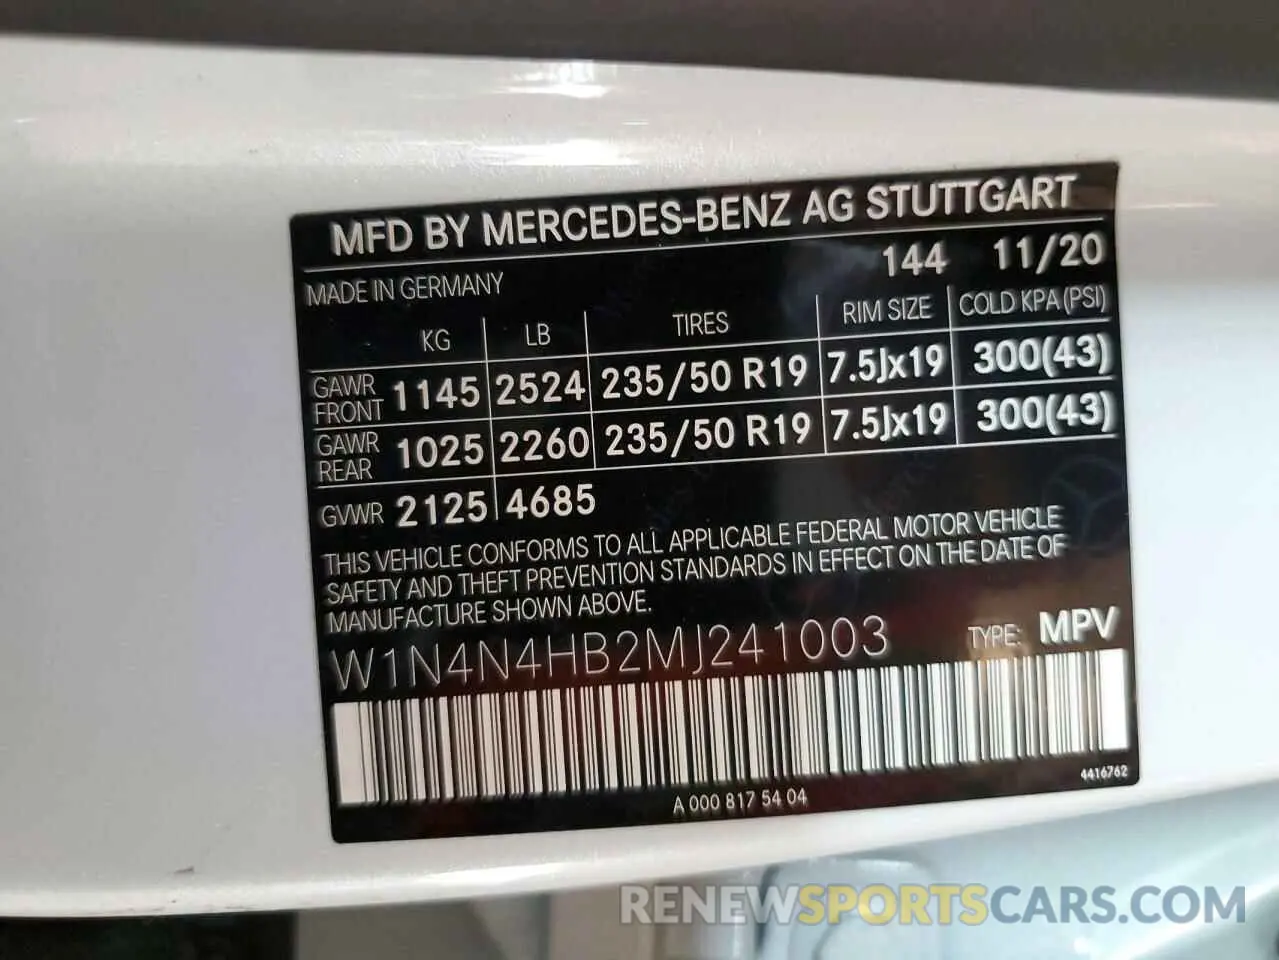 MFD BY MERCEDES-BENZ AG STUTTGART
144 11/20
MADE IN GERMANY
KG LB TIRES RIM SIZE COLD KPA (PSI)
GAWR FRONT 1145 2524 235/50 R19 7.5Jx19 300(43)
GAWR REAR 1025 2260 235/50 R19 7.5Jx19 300(43)
GVWR 2125 4685
THIS VEHICLE CONFORMS TO ALL APPLICABLE FEDERAL MOTOR VEHICLE
SAFETY AND THEFT PREVENTION STANDARDS IN EFFECT ON THE DATE OF
MANUFACTURE SHOWN ABOVE.
W1N4N4HB2MJ241003 TYPE: MPV
4416762
A 000 817 54 04
RENEWSPORTSCARS.COM